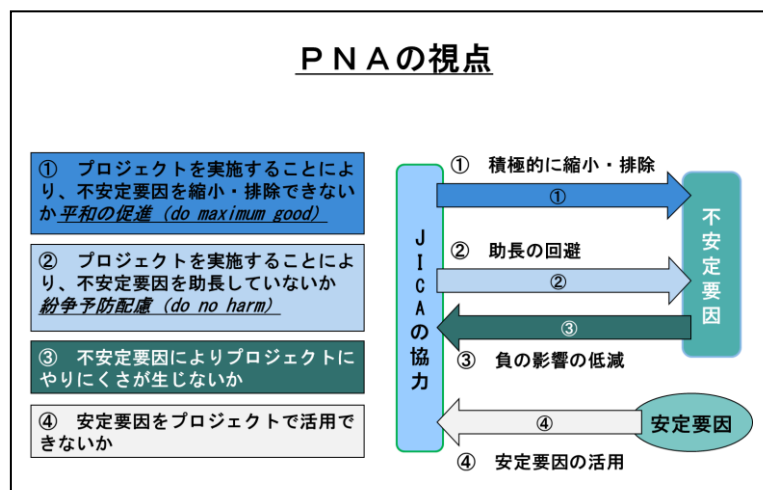 PNAの視点
① プロジェクトを実施することによ
り、不安定要因を縮小・排除できない
か平和の促進(do maximum good)
② プロジェクトを実施することによ
り、不安定要因を助長していないか
紛争予防配慮(do no harm)
③ 不安定要因によりプロジェクトに
やりにくさが生じないか
④ 安定要因をプロジェクトで活用で
きないか
JICAの協力
① 積極的に縮小・排除
①
② 助長の回避
②
③
③ 負の影響の低減
④
④ 安定要因の活用
不安定要因
安定要因